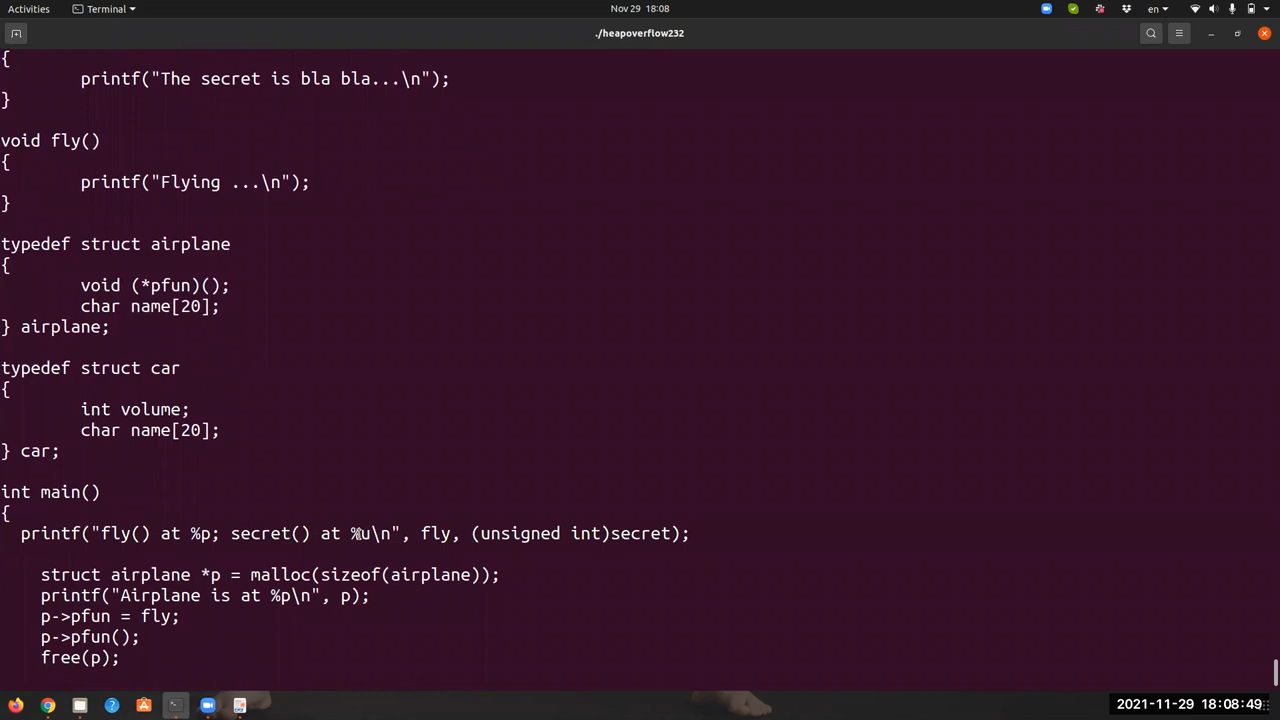 Activities
Terminal
Nov 29 18:08
en
./heapoverflow232
{
printf("The secret is bla bla...\n");
}
void fly()
{
printf("Flying ...\n");
}
typedef struct airplane
{
void (*pfun)();
char name[20];
} airplane;
typedef struct car
{
int volume;
char name[20];
} car;
int main()
{
printf("fly() at %p; secret() at %u\n", fly, (unsigned int)secret);
struct airplane *p = malloc(sizeof(airplane));
printf("Airplane is at %p\n", p);
p->pfun = fly;
p->pfun();
free(p);
2021-11-29 18:08:49